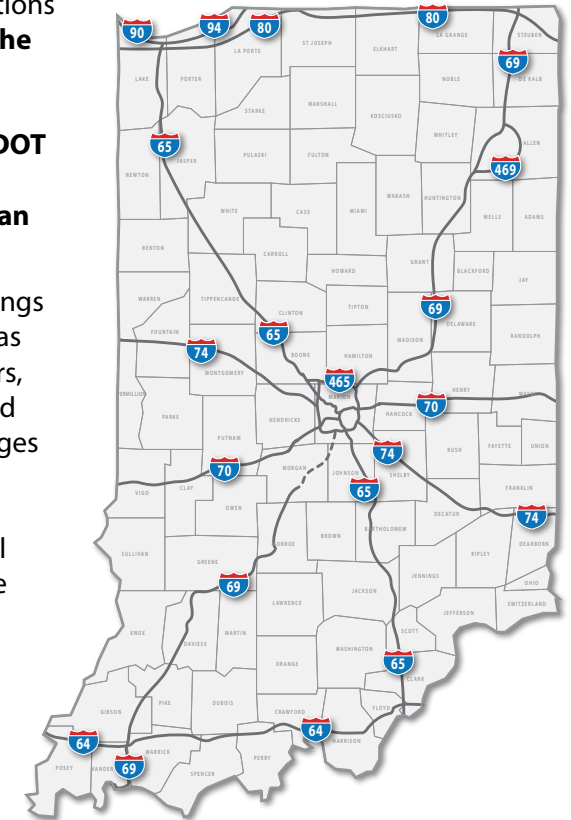 tions
the
DOT
an
ings
as
rs,
d
ges
l
e
90
94
80
80
69
65
469
69
65
74
465
70
74
70
65
74
69
65
64
64
69
LAKE
PORTER
LA PORTE
ST JOSEPH
ELKHART
LA GRANGE
STEUBEN
NOBLE
DE KALB
STARKE
MARSHALL
KOSCIUSKO
WHITLEY
ALLEN
NEWTON
JASPER
PULASKI
FULTON
WHITE
CASS
MIAMI
WABASH
HUNTINGTON
WELLS
ADAMS
BENTON
CARROLL
HOWARD
GRANT
BLACKFORD
JAY
WARREN
TIPPECANOE
CLINTON
TIPTON
MADISON
DELAWARE
RANDOLPH
FOUNTAIN
MONTGOMERY
BOONE
HAMILTON
HENRY
VERMILLION
PARKE
PUTNAM
HENDRICKS
MARION
HANCOCK
RUSH
FAYETTE
UNION
VIGO
CLAY
OWEN
MORGAN
JOHNSON
SHELBY
FRANKLIN
DECATUR
SULLIVAN
GREENE
MONROE
BROWN
BARTHOLOMEW
RIPLEY
DEARBORN
OHIO
SWITZERLAND
JENNINGS
JEFFERSON
LAWRENCE
JACKSON
SCOTT
KNOX
DAVIESS
MARTIN
ORANGE
WASHINGTON
CLARK
GIBSON
PIKE
DUBOIS
CRAWFORD
HARRISON
FLOYD
POSEY
VANDER
WARRICK
SPENCER
PERRY